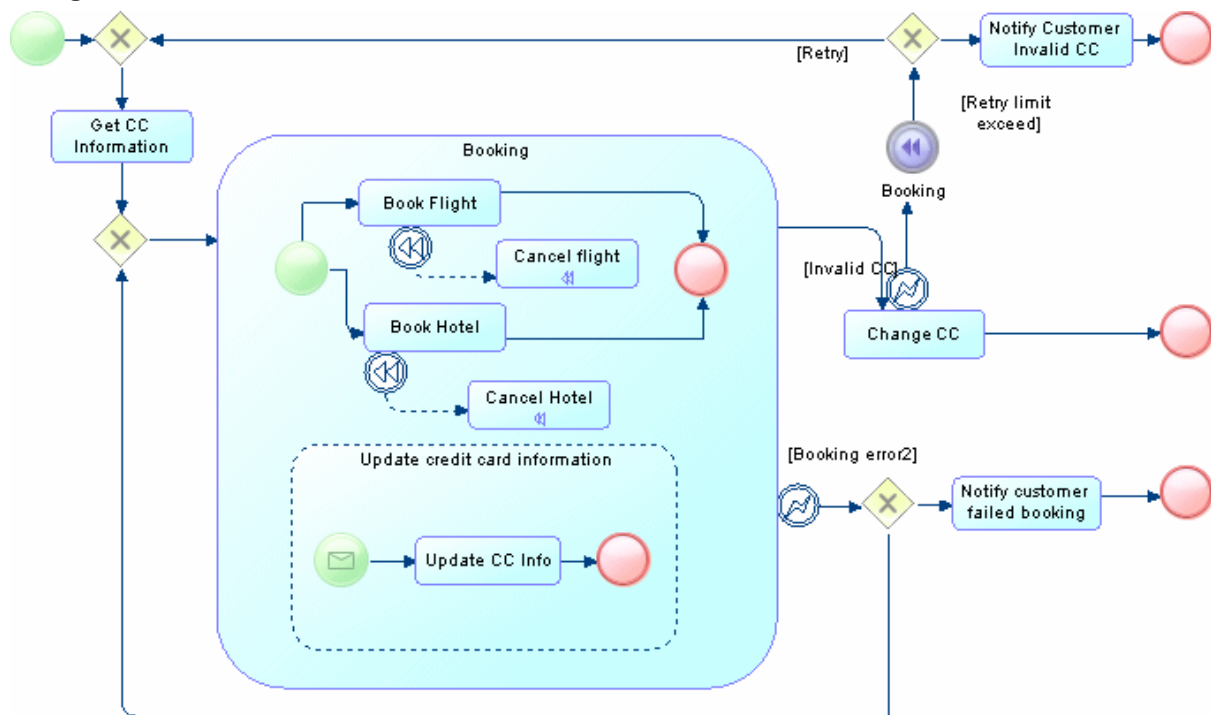 Notify Customer
Invalid CC
[Retry]
[Retry limit
exceed]
Get CC
Information
Booking
Booking
Book Flight
Cancel flight
[Invalid CC]
Book Hotel
Change CC
Cancel Hotel
Update credit card information
[Booking error2]
Notify customer
failed booking
Update CC Info